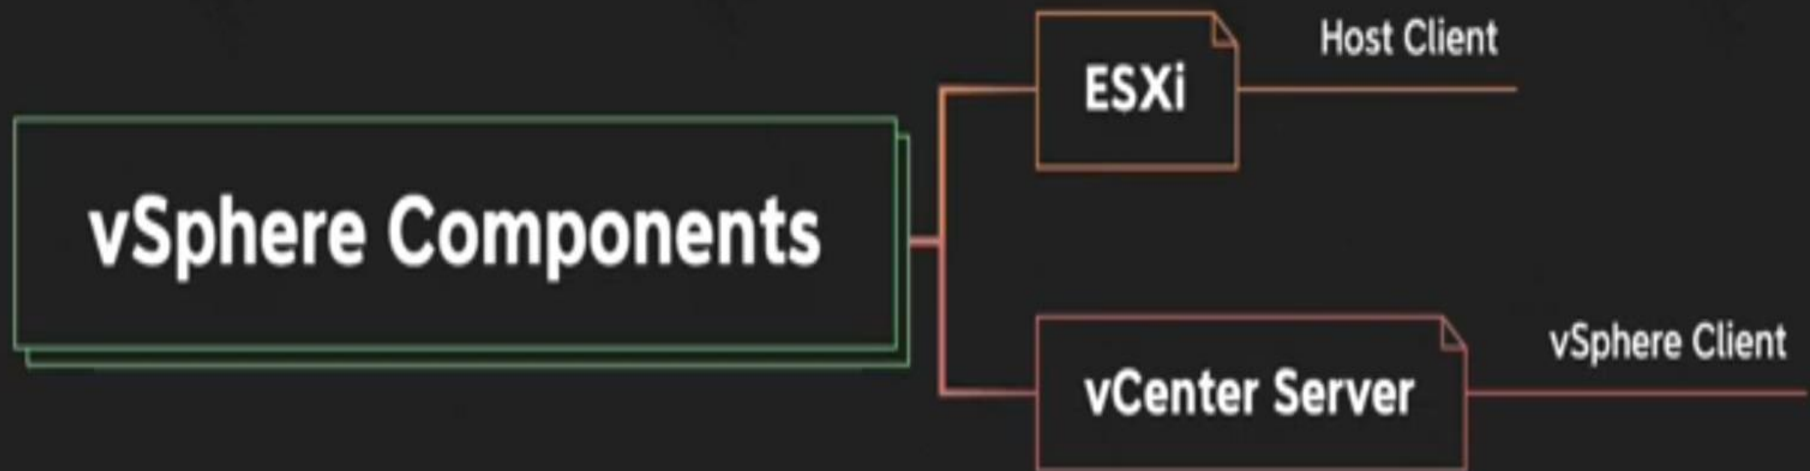 vSphere Components
ESXi
Host Client
vCenter Server
vSphere Client